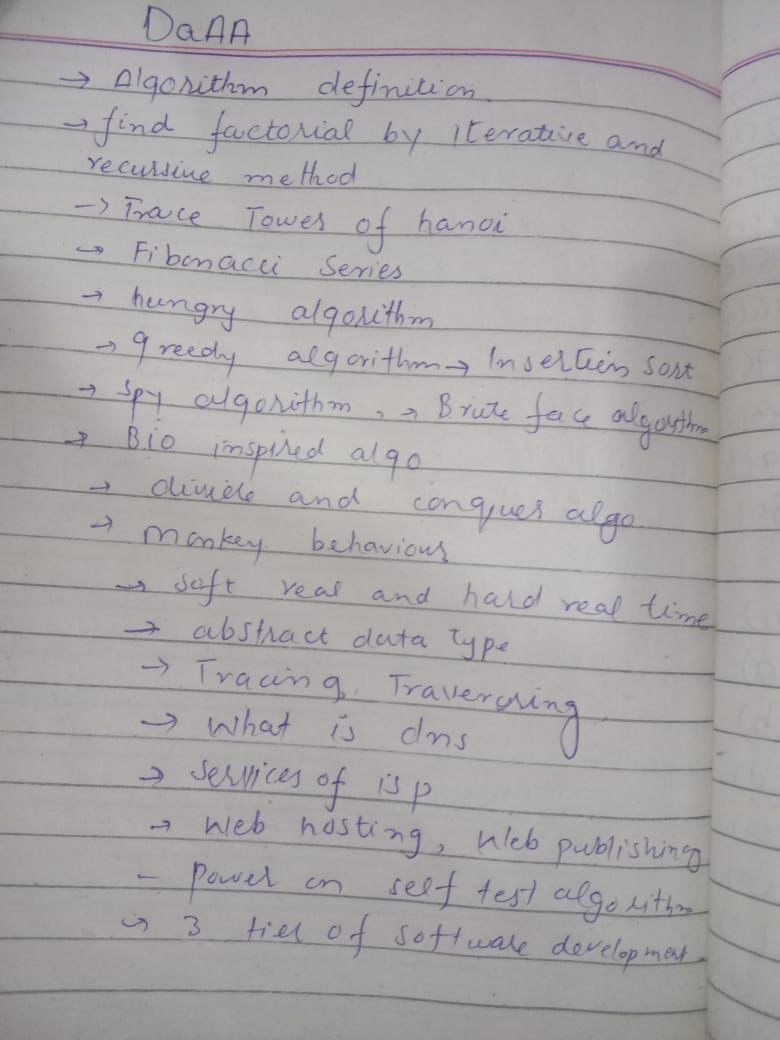 DaAA
→ Algorithm definition.
→ find factorial by iterative and
recursive method
→ Trace Tower of hanoi
→ Fibonacci Series
→ hungry algorithm
→ greedy algorithm → Insertion sort
→ Spy algorithm, → Brute face algorithm
→ Bio inspired algo
→ divide and conquer algo
→ Monkey behaviour
→ soft real and hard real time
→ abstract data type
→ Tracing, Traversing
→ What is dns
→ Services of isp
→ Web hosting, Web publishing
- Power on self test algorithm
→ 3 tier of software development